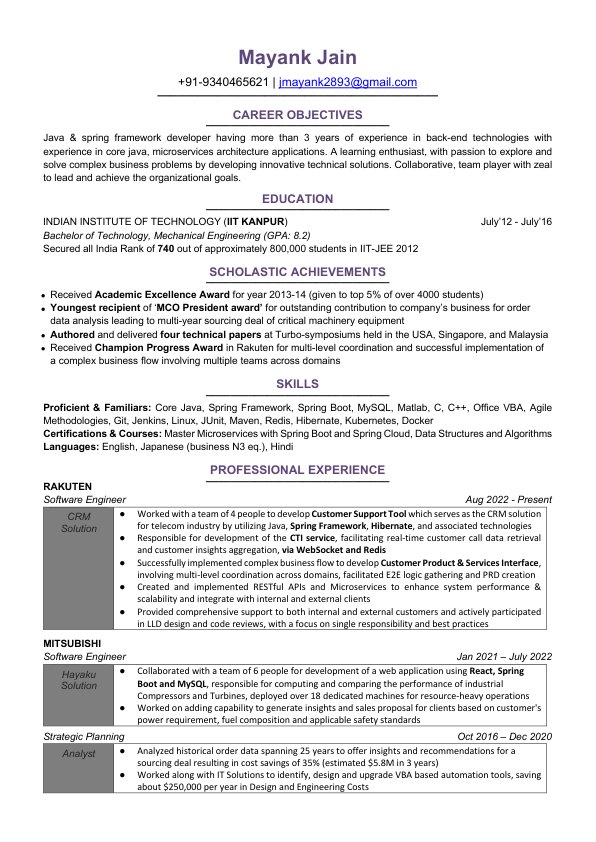 Mayank Jain
+91-9340465621 | jmayank2893@gmail.com
CAREER OBJECTIVES
Java & spring framework developer having more than 3 years of experience in back-end technologies with
experience in core java, microservices architecture applications. A learning enthusiast, with passion to explore and
solve complex business problems by developing innovative technical solutions. Collaborative, team player with zeal
to lead and achieve the organizational goals.
EDUCATION
INDIAN INSTITUTE OF TECHNOLOGY (IIT KANPUR) July’12 - July’16
Bachelor of Technology, Mechanical Engineering (GPA: 8.2)
Secured all India Rank of 740 out of approximately 800,000 students in IIT-JEE 2012
SCHOLASTIC ACHIEVEMENTS
• Received Academic Excellence Award for year 2013-14 (given to top 5% of over 4000 students)
• Youngest recipient of ‘MCO President award’ for outstanding contribution to company’s business for order
data analysis leading to multi-year sourcing deal of critical machinery equipment
• Authored and delivered four technical papers at Turbo-symposiums held in the USA, Singapore, and Malaysia
• Received Champion Progress Award in Rakuten for multi-level coordination and successful implementation of
a complex business flow involving multiple teams across domains
SKILLS
Proficient & Familiars: Core Java, Spring Framework, Spring Boot, MySQL, Matlab, C, C++, Office VBA, Agile
Methodologies, Git, Jenkins, Linux, JUnit, Maven, Redis, Hibernate, Kubernetes, Docker
Certifications & Courses: Master Microservices with Spring Boot and Spring Cloud, Data Structures and Algorithms
Languages: English, Japanese (business N3 eq.), Hindi
PROFESSIONAL EXPERIENCE
RAKUTEN
Software Engineer Aug 2022 - Present
CRM
Solution
● Worked with a team of 4 people to develop Customer Support Tool which serves as the CRM solution
for telecom industry by utilizing Java, Spring Framework, Hibernate, and associated technologies
● Responsible for development of the CTI service, facilitating real-time customer call data retrieval
and customer insights aggregation, via WebSocket and Redis
● Successfully implemented complex business flow to develop Customer Product & Services Interface,
involving multi-level coordination across domains, facilitated E2E logic gathering and PRD creation
● Created and implemented RESTful APIs and Microservices to enhance system performance &
scalability and integrate with internal and external clients
● Provided comprehensive support to both internal and external customers and actively participated
in LLD design and code reviews, with a focus on single responsibility and best practices
MITSUBISHI
Software Engineer Jan 2021 – July 2022
Hayaku
Solution
● Collaborated with a team of 6 people for development of a web application using React, Spring
Boot and MySQL, responsible for computing and comparing the performance of industrial
Compressors and Turbines, deployed over 18 dedicated machines for resource-heavy operations
● Worked on adding capability to generate insights and sales proposal for clients based on customer's
power requirement, fuel composition and applicable safety standards
Strategic Planning Oct 2016 – Dec 2020
Analyst
● Analyzed historical order data spanning 25 years to offer insights and recommendations for a
sourcing deal resulting in cost savings of 35% (estimated $5.8M in 3 years)
● Worked along with IT Solutions to identify, design and upgrade VBA based automation tools, saving
about $250,000 per year in Design and Engineering Costs